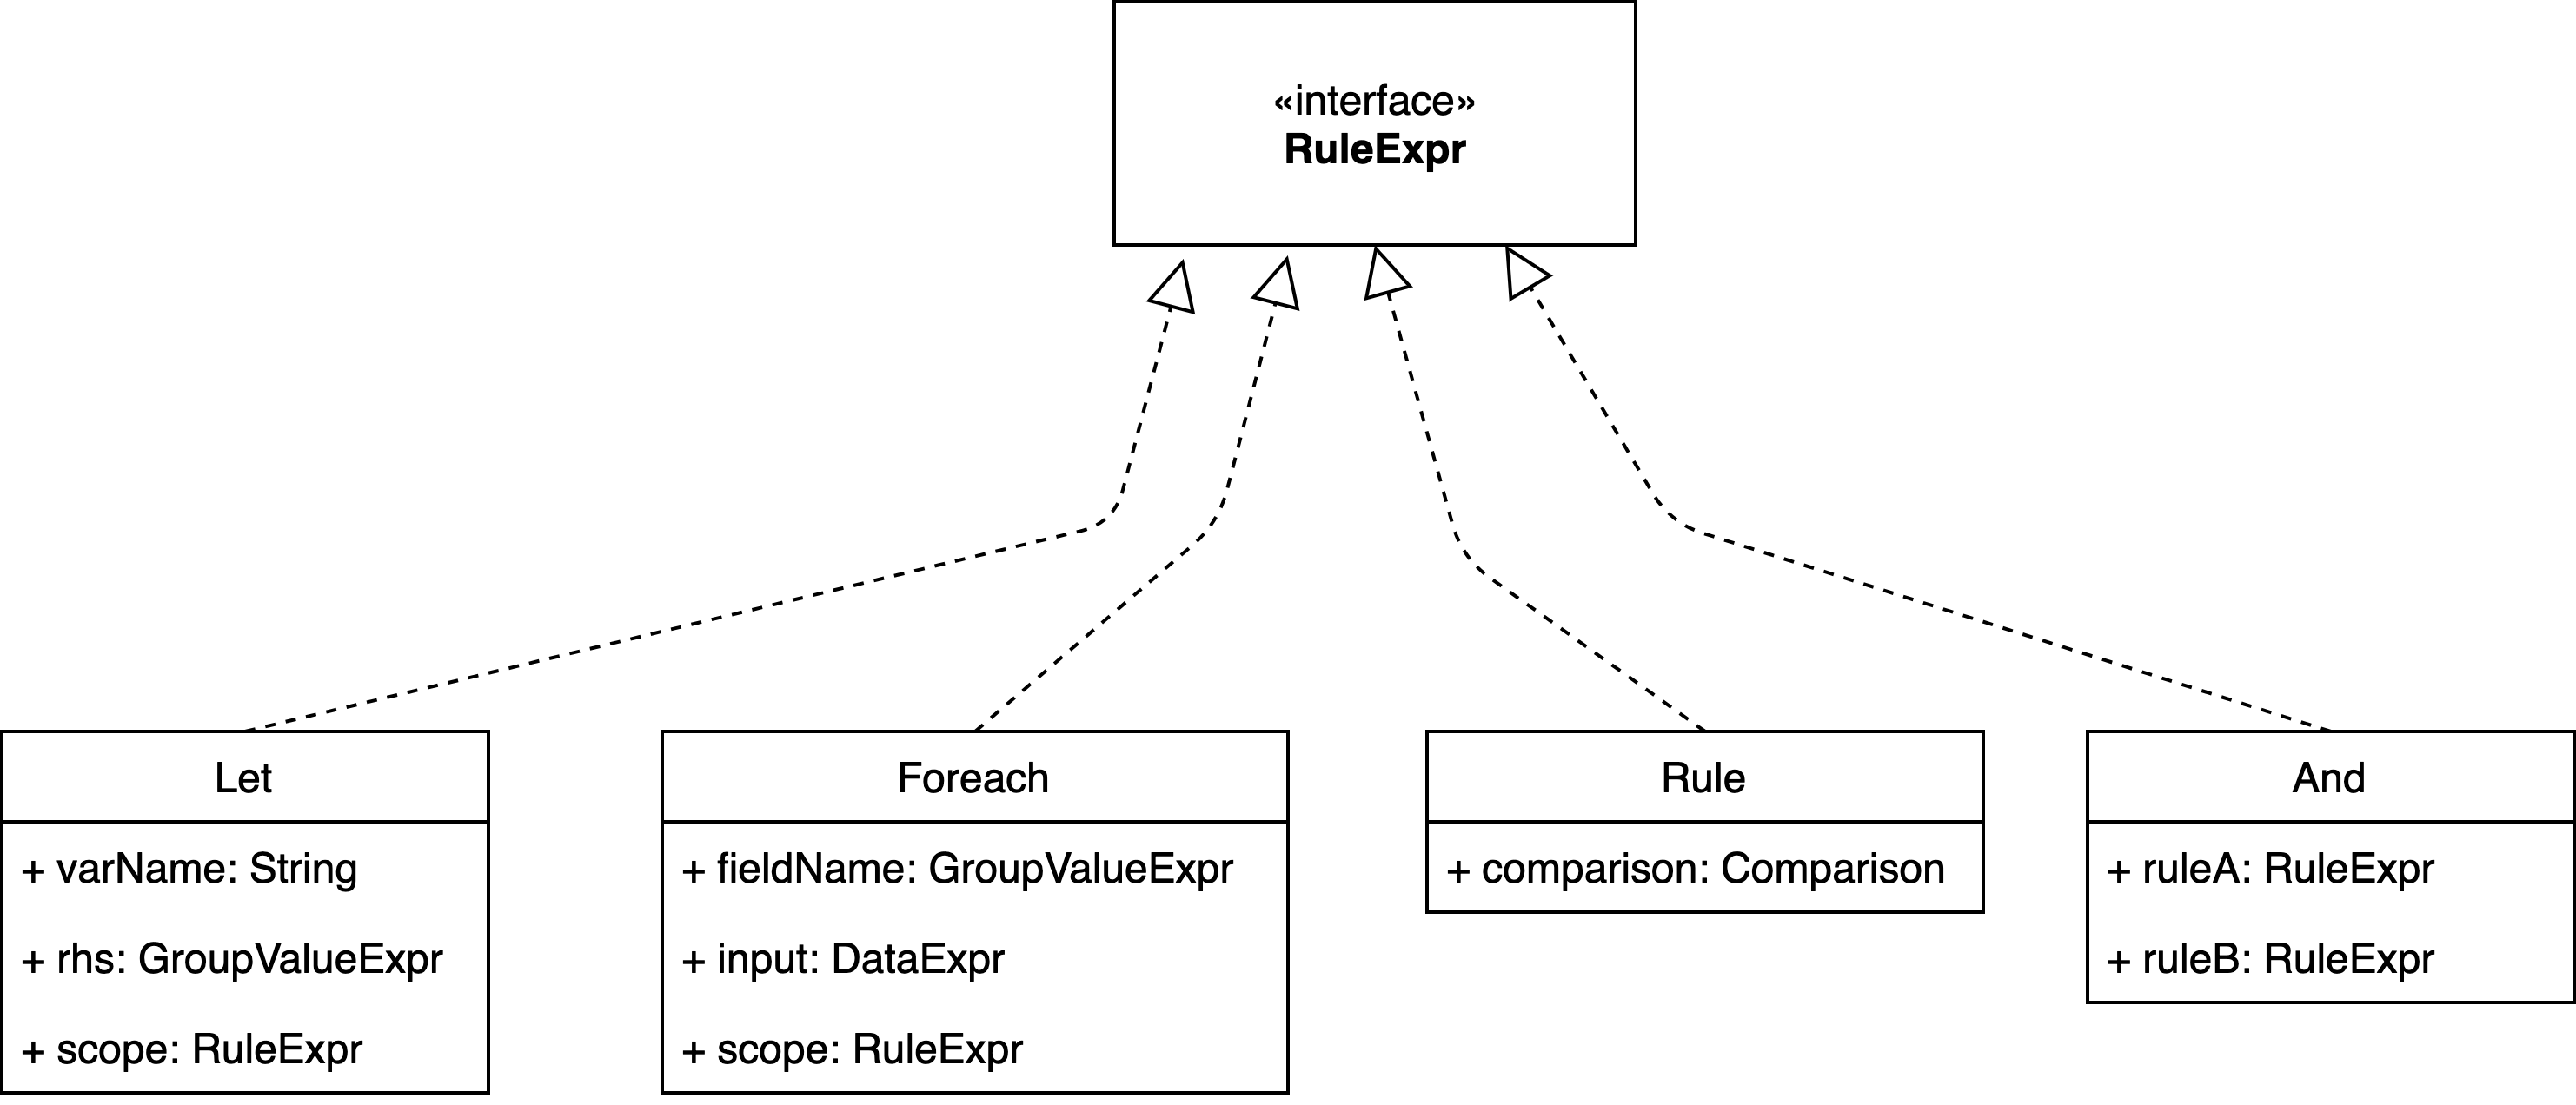 «interface»
RuleExpr
Let
+ varName: String
+ rhs: GroupValueExpr
+ scope: RuleExpr
Foreach
+ fieldName: GroupValueExpr
+ input: DataExpr
+ scope: RuleExpr
Rule
+ comparison: Comparison
And
+ ruleA: RuleExpr
+ ruleB: RuleExpr